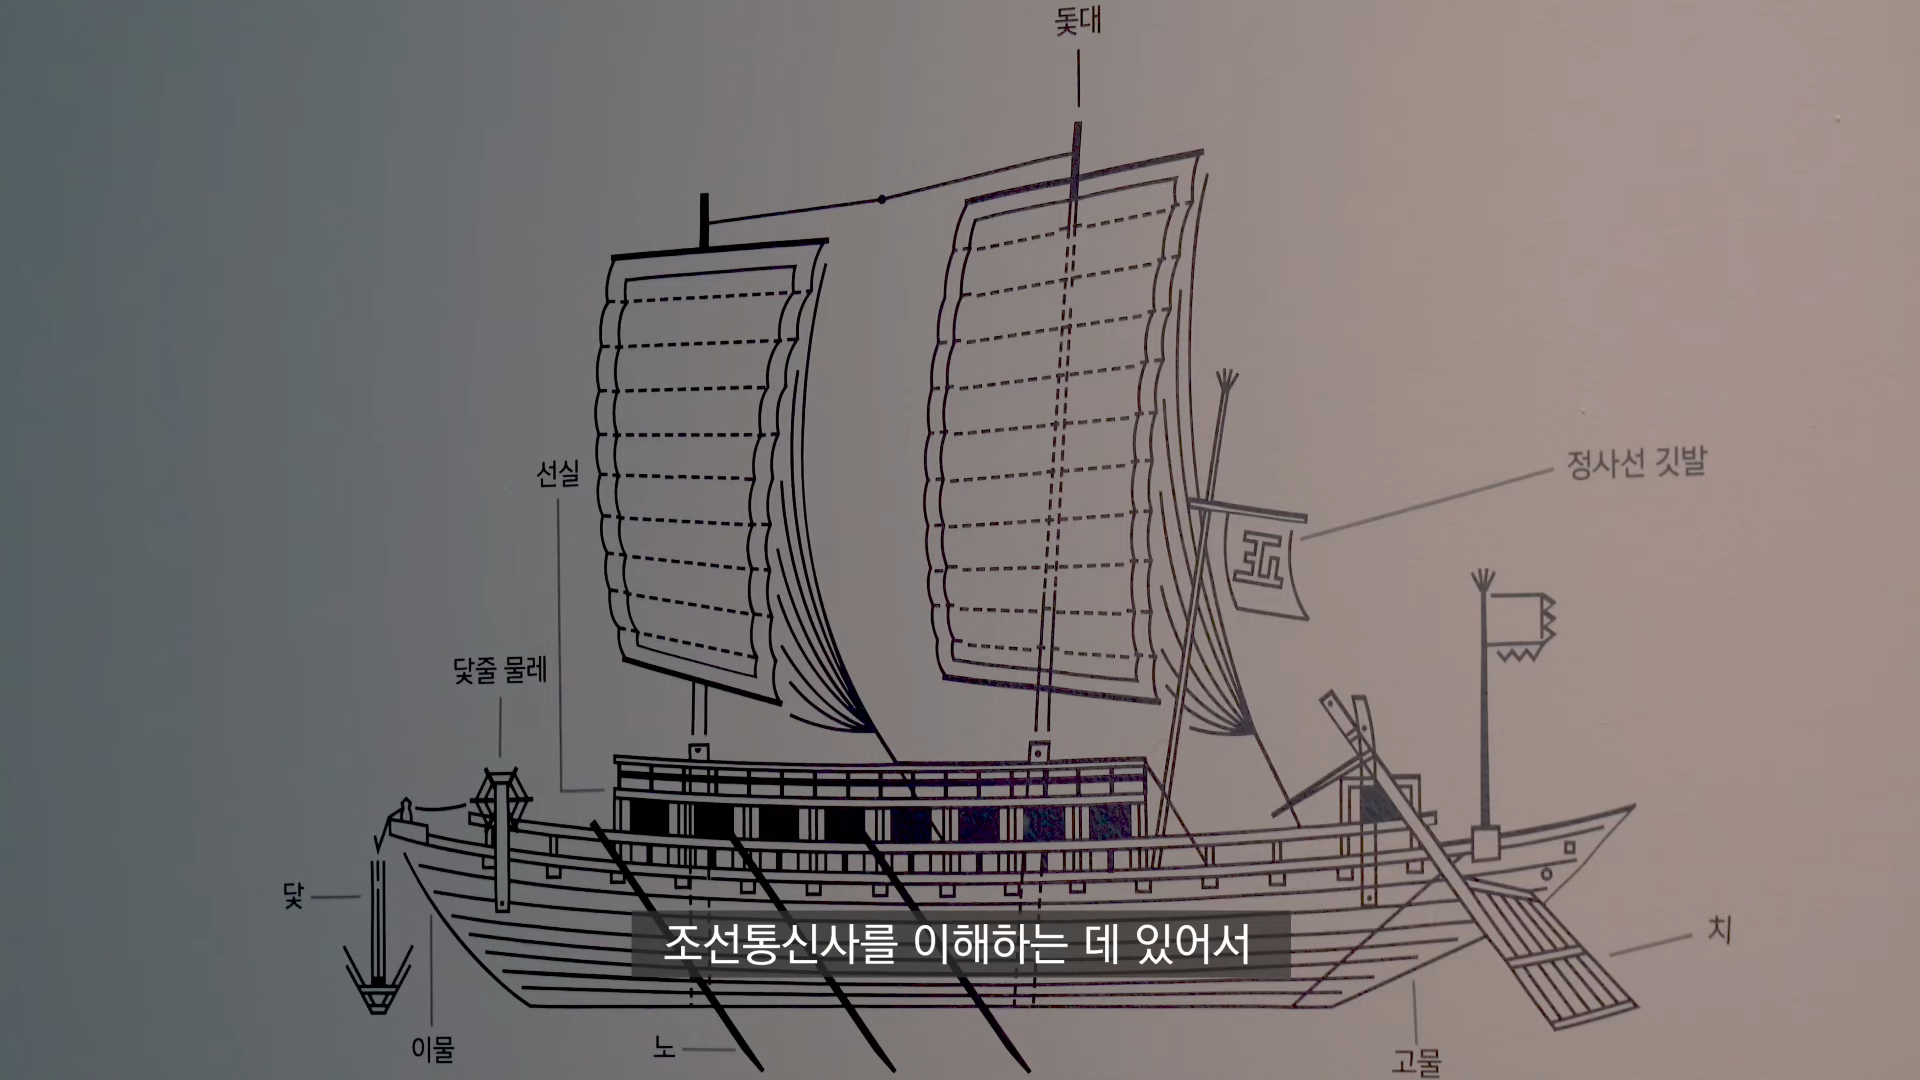 돛대
정사선 깃발
선실
닻줄 물레
닻
치
조선통신사를 이해하는 데 있어서
이물
노
고물